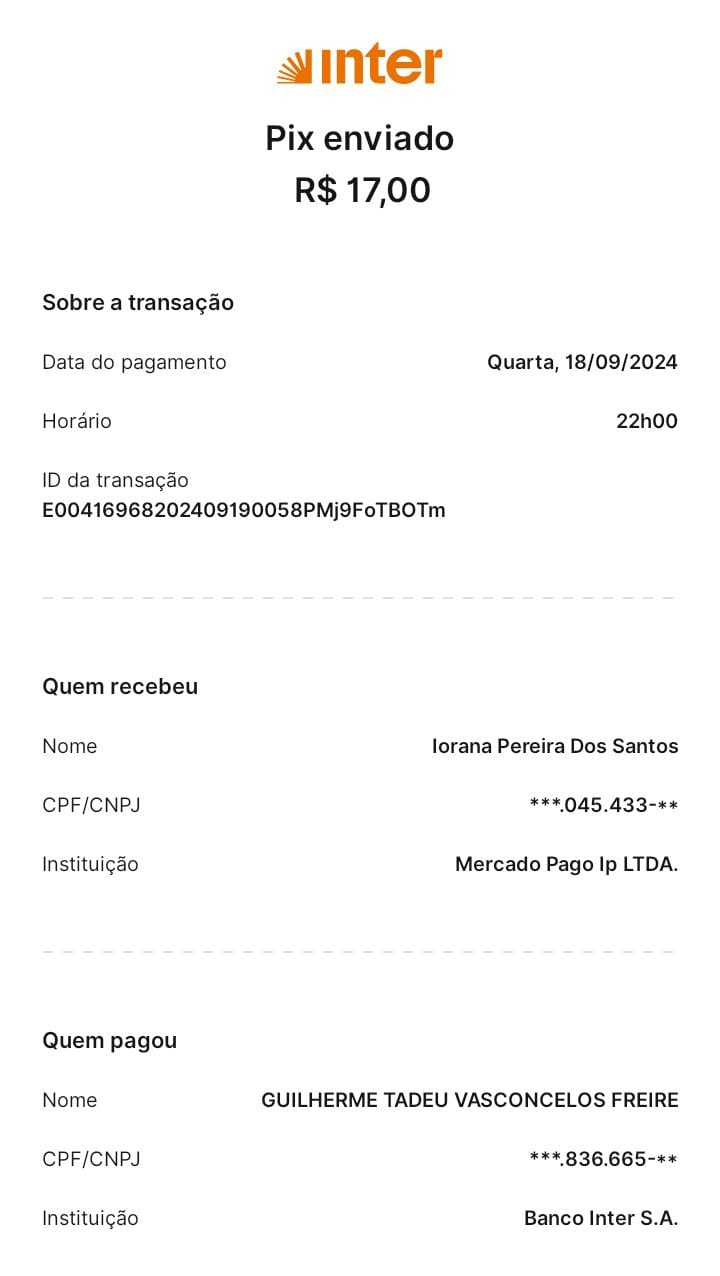 inter
Pix enviado
R$ 17,00
Sobre a transação
Data do pagamento Quarta, 18/09/2024
Horário 22h00
ID da transação
E00416968202409190058PMj9FoTBOTm
Quem recebeu
Nome Iorana Pereira Dos Santos
CPF/CNPJ ***.045.433-**
Instituição Mercado Pago Ip LTDA.
Quem pagou
Nome GUILHERME TADEU VASCONCELOS FREIRE
CPF/CNPJ ***.836.665-**
Instituição Banco Inter S.A.